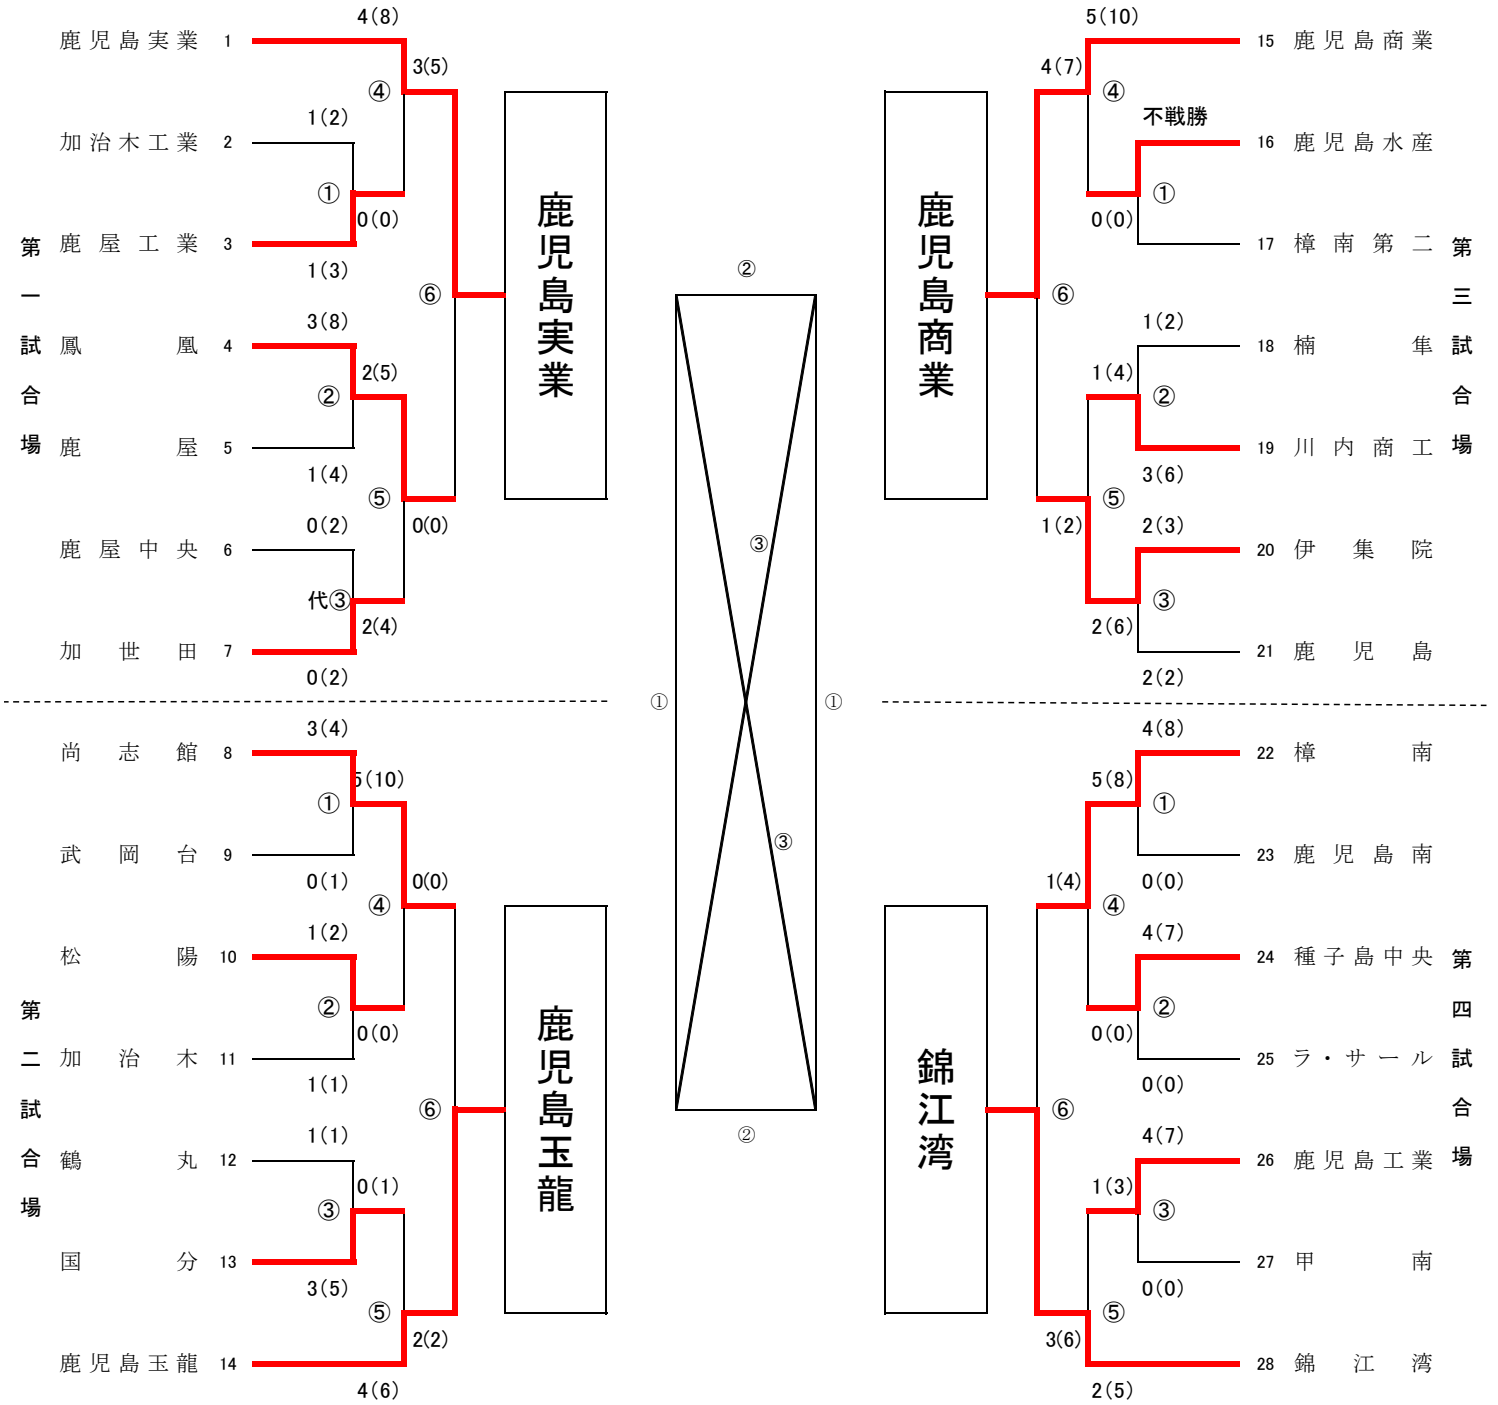 第一試合場
4(8)
鹿児島実業 1
3(5)
④
1(2)
加治木工業 2
①
0(0)
鹿屋工業 3
1(3)
⑥
3(8)
鳳凰 4
2(5)
②
鹿屋 5
1(4)
⑤
0(0)
0(2)
鹿屋中央 6
代③
2(4)
加世田 7
0(2)
鹿児島実業
第二試合場
3(4)
尚志館 8
5(10)
①
武岡台 9
0(1)
0(0)
④
1(2)
松陽 10
②
0(0)
加治木 11
1(1)
⑥
1(1)
鶴丸 12
0(1)
③
国分 13
3(5)
⑤
2(2)
鹿児島玉龍 14
4(6)
鹿児島玉龍
②
③
①
①
③
②
鹿児島商業
5(10)
15 鹿児島商業
4(7)
④
不戦勝
16 鹿児島水産
①
0(0)
17 樟南第二
⑥
1(2)
18 楠隼
1(4)
②
19 川内商工
3(6)
⑤
1(2)
2(3)
20 伊集院
③
2(6)
21 鹿児島
2(2)
第三試合場
錦江湾
4(8)
22 樟南
5(8)
①
23 鹿児島南
0(0)
1(4)
④
4(7)
24 種子島中央
②
0(0)
25 ラ・サール
0(0)
⑥
4(7)
26 鹿児島工業
1(3)
③
27 甲南
0(0)
⑤
3(6)
28 錦江湾
2(5)
第四試合場